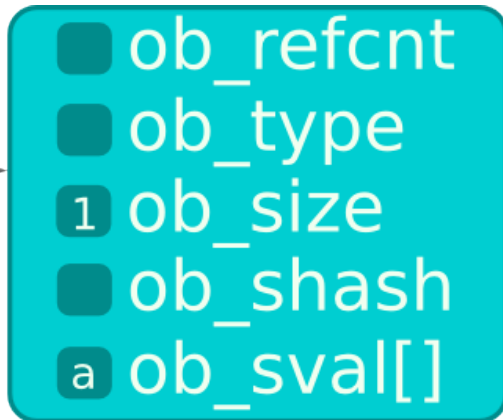 ob_refcnt
ob_type
1 ob_size
ob_shash
a ob_sval[]